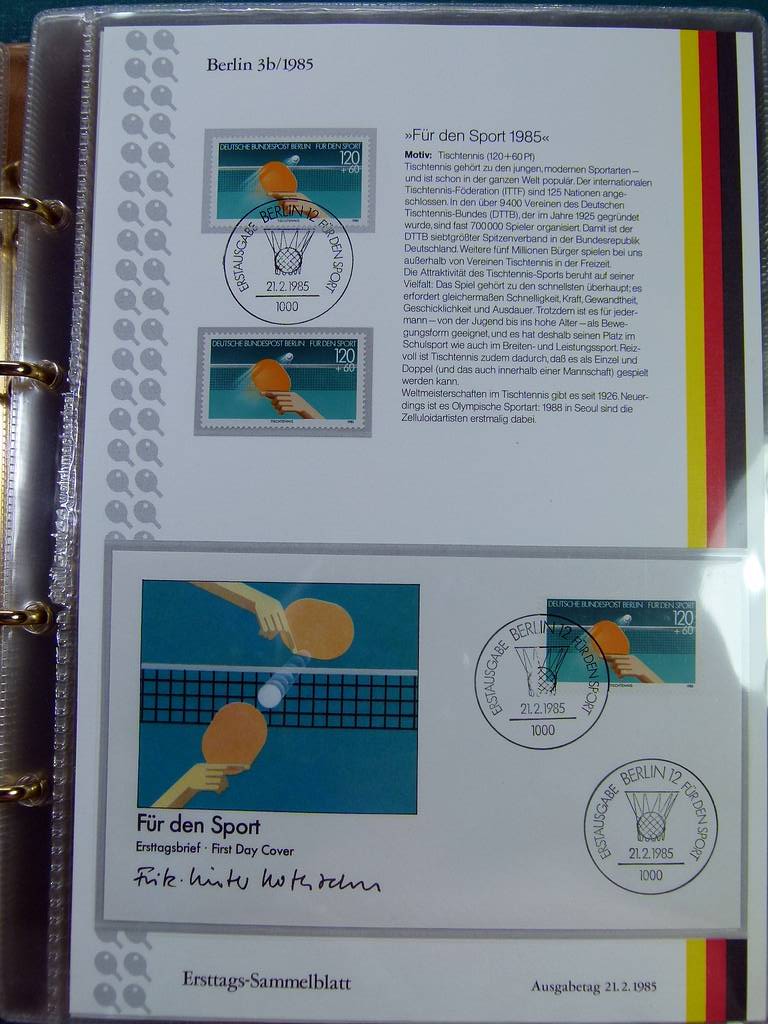 Berlin 3b/1985
DEUTSCHE BUNDESPOST BERLIN FÜR DEN SPORT
120
+60
TISCHTENNIS
1985
ERSTAUSGABE BERLIN 12 FÜR DEN SPORT
21.2.1985
1000
DEUTSCHE BUNDESPOST BERLIN FÜR DEN SPORT
120
+60
TISCHTENNIS
1985
»Für den Sport 1985«
Motiv: Tischtennis (120+60 Pf)
Tischtennis gehört zu den jungen, modernen Sportarten –
und ist schon in der ganzen Welt populär. Der internationalen
Tischtennis-Föderation (ITTF) sind 125 Nationen ange-
schlossen. In den über 9400 Vereinen des Deutschen
Tischtennis-Bundes (DTTB), der im Jahre 1925 gegründet
wurde, sind fast 700000 Spieler organisiert. Damit ist der
DTTB siebtgrößter Spitzenverband in der Bundesrepublik
Deutschland. Weitere fünf Millionen Bürger spielen bei uns
außerhalb von Vereinen Tischtennis in der Freizeit.
Die Attraktivität des Tischtennis-Sports beruht auf seiner
Vielfalt: Das Spiel gehört zu den schnellsten überhaupt; es
erfordert gleichermaßen Schnelligkeit, Kraft, Gewandtheit,
Geschicklichkeit und Ausdauer. Trotzdem ist es für jeder-
mann – von der Jugend bis ins hohe Alter – als Bewe-
gungsform geeignet, und es hat deshalb seinen Platz im
Schulsport wie auch im Breiten- und Leistungssport. Reiz-
voll ist Tischtennis zudem dadurch, daß es als Einzel und
Doppel (und das auch innerhalb einer Mannschaft) gespielt
werden kann.
Weltmeisterschaften im Tischtennis gibt es seit 1926. Neuer-
dings ist es Olympische Sportart: 1988 in Seoul sind die
Zelluloidartisten erstmalig dabei.
DEUTSCHE BUNDESPOST BERLIN FÜR DEN SPORT
120
+60
TISCHTENNIS
1985
ERSTAUSGABE BERLIN 12 FÜR DEN SPORT
21.2.1985
1000
ERSTAUSGABE BERLIN 12 FÜR DEN SPORT
21.2.1985
1000
Für den Sport
Ersttagsbrief · First Day Cover
Ersttags-Sammelblatt
Ausgabetag 21.2.1985